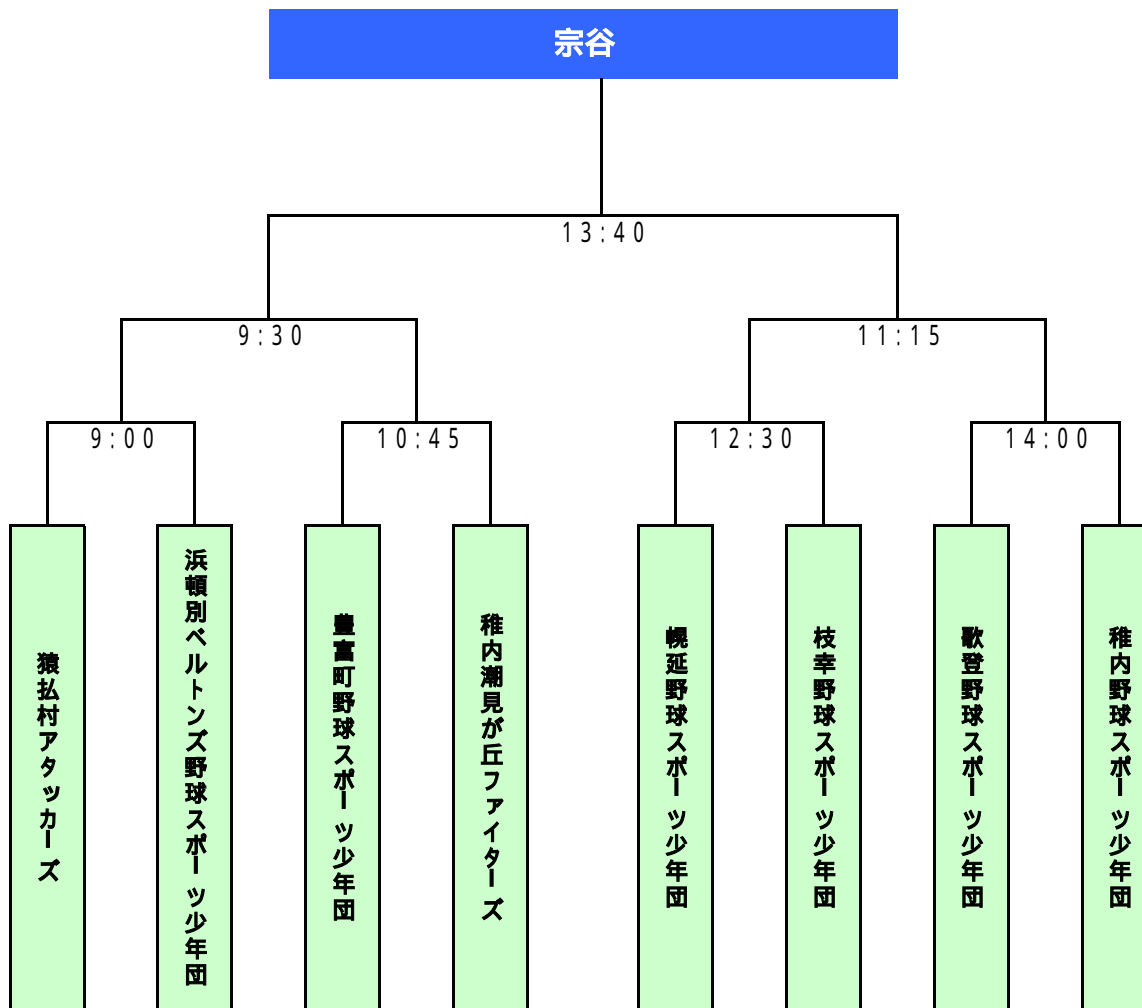 宗谷
13:40
9:30
11:15
9:00
10:45
12:30
14:00
猿払村アタッカーズ
浜頓別ベルトンズ野球スポーツ少年団
豊富町野球スポーツ少年団
稚内潮見が丘ファイターズ
幌延野球スポーツ少年団
枝幸野球スポーツ少年団
歌登野球スポーツ少年団
稚内野球スポーツ少年団